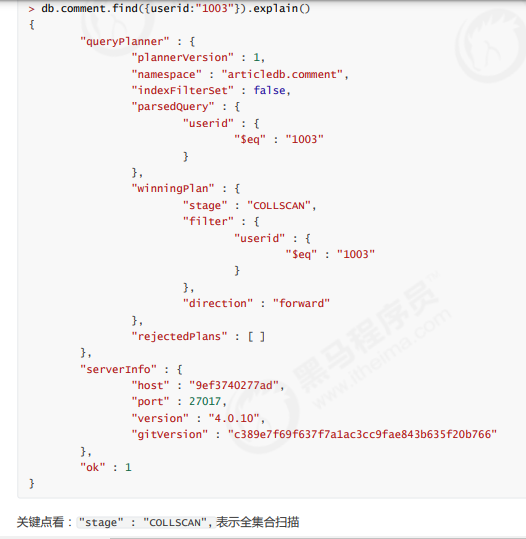 > db.comment.find({userid:"1003"}).explain()
{
        "queryPlanner" : {
                "plannerVersion" : 1,
                "namespace" : "articledb.comment",
                "indexFilterSet" : false,
                "parsedQuery" : {
                        "userid" : {
                                "$eq" : "1003"
                        }
                },
                "winningPlan" : {
                        "stage" : "COLLSCAN",
                        "filter" : {
                                "userid" : {
                                        "$eq" : "1003"
                                }
                        },
                        "direction" : "forward"
                },
                "rejectedPlans" : [ ]
        },
        "serverInfo" : {
                "host" : "9ef3740277ad",
                "port" : 27017,
                "version" : "4.0.10",
                "gitVersion" : "c389e7f69f637f7a1ac3cc9fae843b635f20b766"
        },
        "ok" : 1
}
黑马程序员™
www.itheima.com
关键点看："stage" : "COLLSCAN", 表示全集合扫描